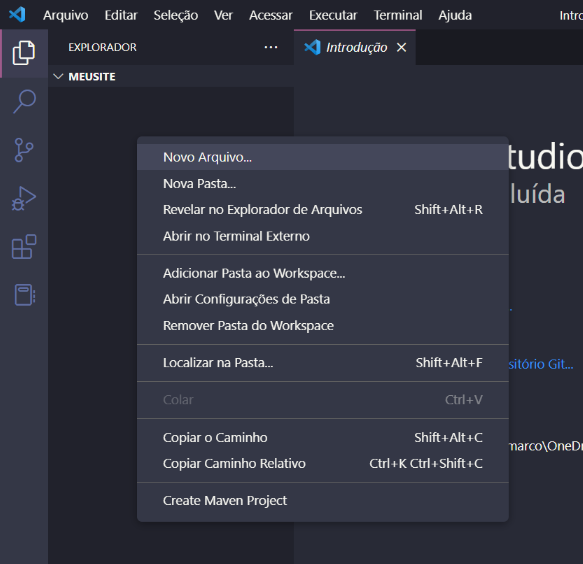 Arquivo Editar Seleção Ver Acessar Executar Terminal Ajuda Intro
EXPLORADOR ··· Introdução
MEUSITE
Novo Arquivo...
tudio
Nova Pasta...
luída
Revelar no Explorador de Arquivos Shift+Alt+R
Abrir no Terminal Externo
Adicionar Pasta ao Workspace...
Abrir Configurações de Pasta
Remover Pasta do Workspace
Localizar na Pasta... Shift+Alt+F
sitório Git...
Colar Ctrl+V
Copiar o Caminho Shift+Alt+C
marco\OneDr
Copiar Caminho Relativo Ctrl+K Ctrl+Shift+C
Create Maven Project